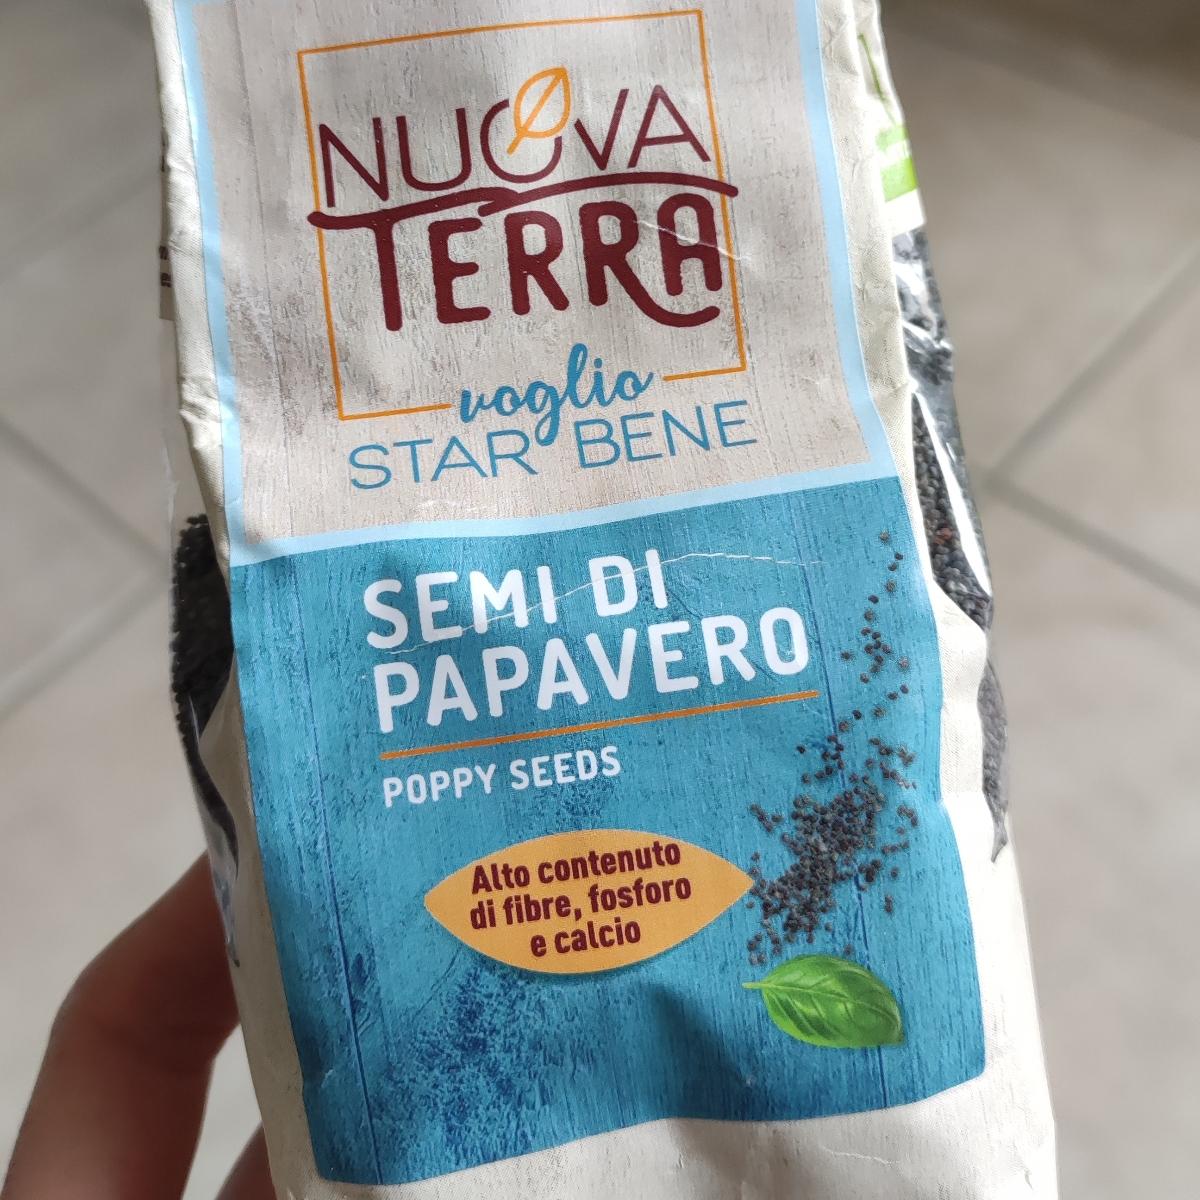 NUOVA
TERRA
voglio
STAR BENE
SEMI DI
PAPAVERO
POPPY SEEDS
Alto contenuto
di fibre, fosforo
e calcio